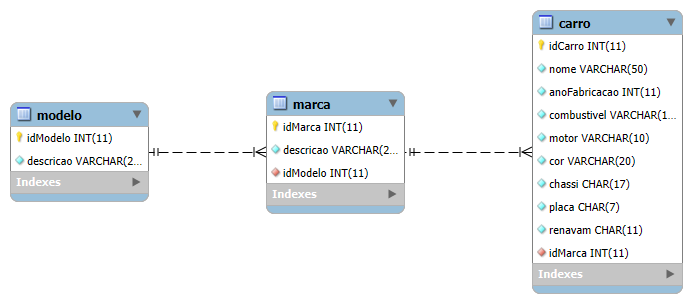 modelo
idModelo INT(11)
descricao VARCHAR(2...
Indexes
marca
idMarca INT(11)
descricao VARCHAR(2...
idModelo INT(11)
Indexes
carro
idCarro INT(11)
nome VARCHAR(50)
anoFabricacao INT(11)
combustivel VARCHAR(1...
motor VARCHAR(10)
cor VARCHAR(20)
chassi CHAR(17)
placa CHAR(7)
renavam CHAR(11)
idMarca INT(11)
Indexes